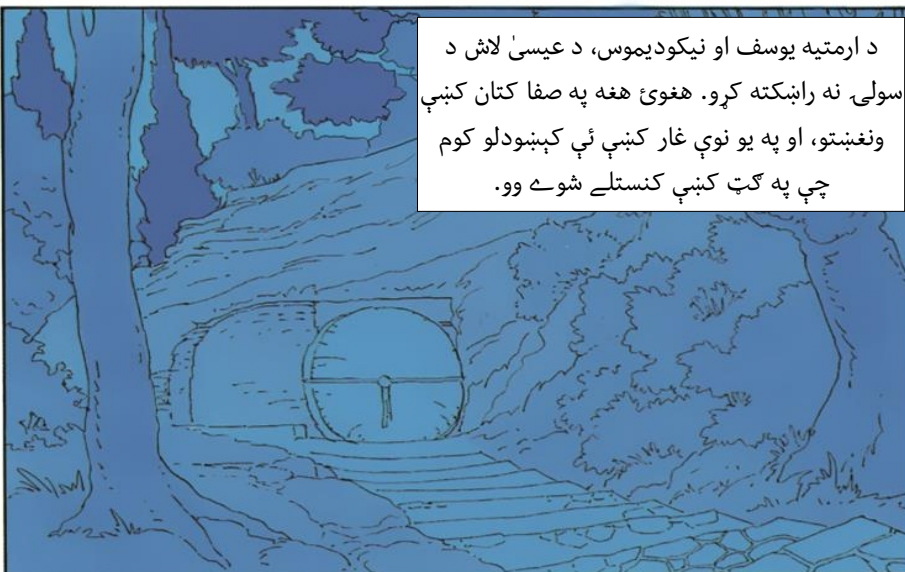 د ارمتیه یوسف او نیکودیموس، د عیسیٰ لاش د
سولۍ نه راښکته کړو. هغوئ هغه په صفا کتان کښې
ونغښتو، او په یو نوې غار کښې ئې کېښودلو کوم
چې په ګټ کښې کنستلے شوے وو.